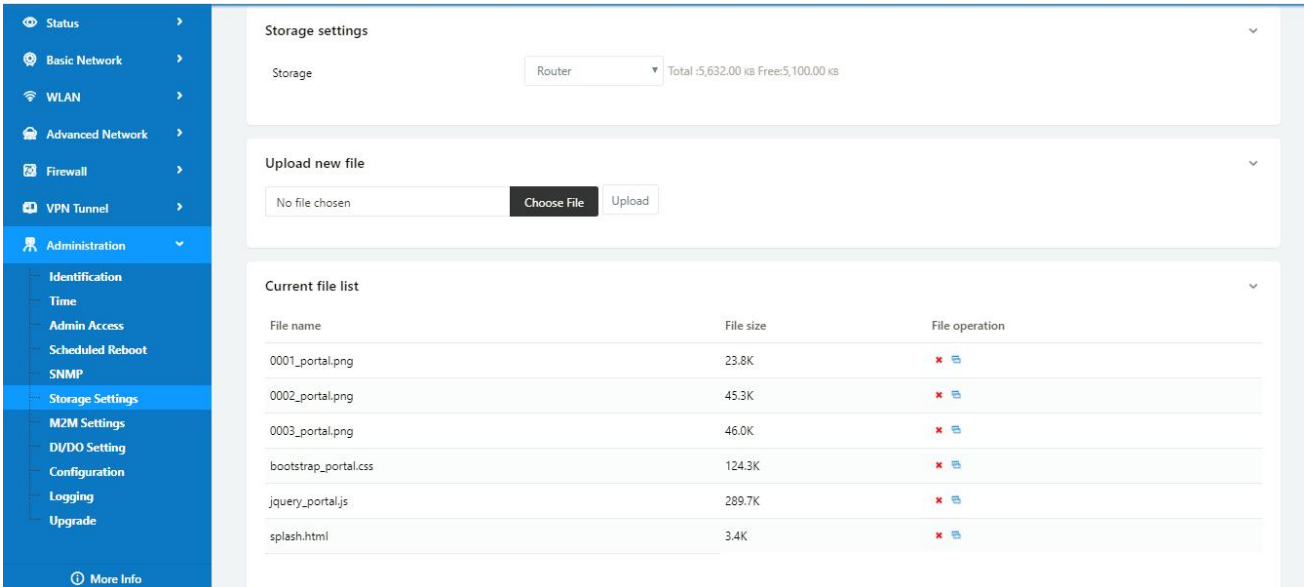 Status
Basic Network
WLAN
Advanced Network
Firewall
VPN Tunnel
Administration
Identification
Time
Admin Access
Scheduled Reboot
SNMP
Storage Settings
M2M Settings
DI/DO Setting
Configuration
Logging
Upgrade
More Info
Storage settings
Storage Router Total :5,632.00 KB Free:5,100.00 KB
Upload new file
No file chosen Choose File Upload
Current file list
File name File size File operation
0001_portal.png 23.8K
0002_portal.png 45.3K
0003_portal.png 46.0K
bootstrap_portal.css 124.3K
jquery_portal.js 289.7K
splash.html 3.4K